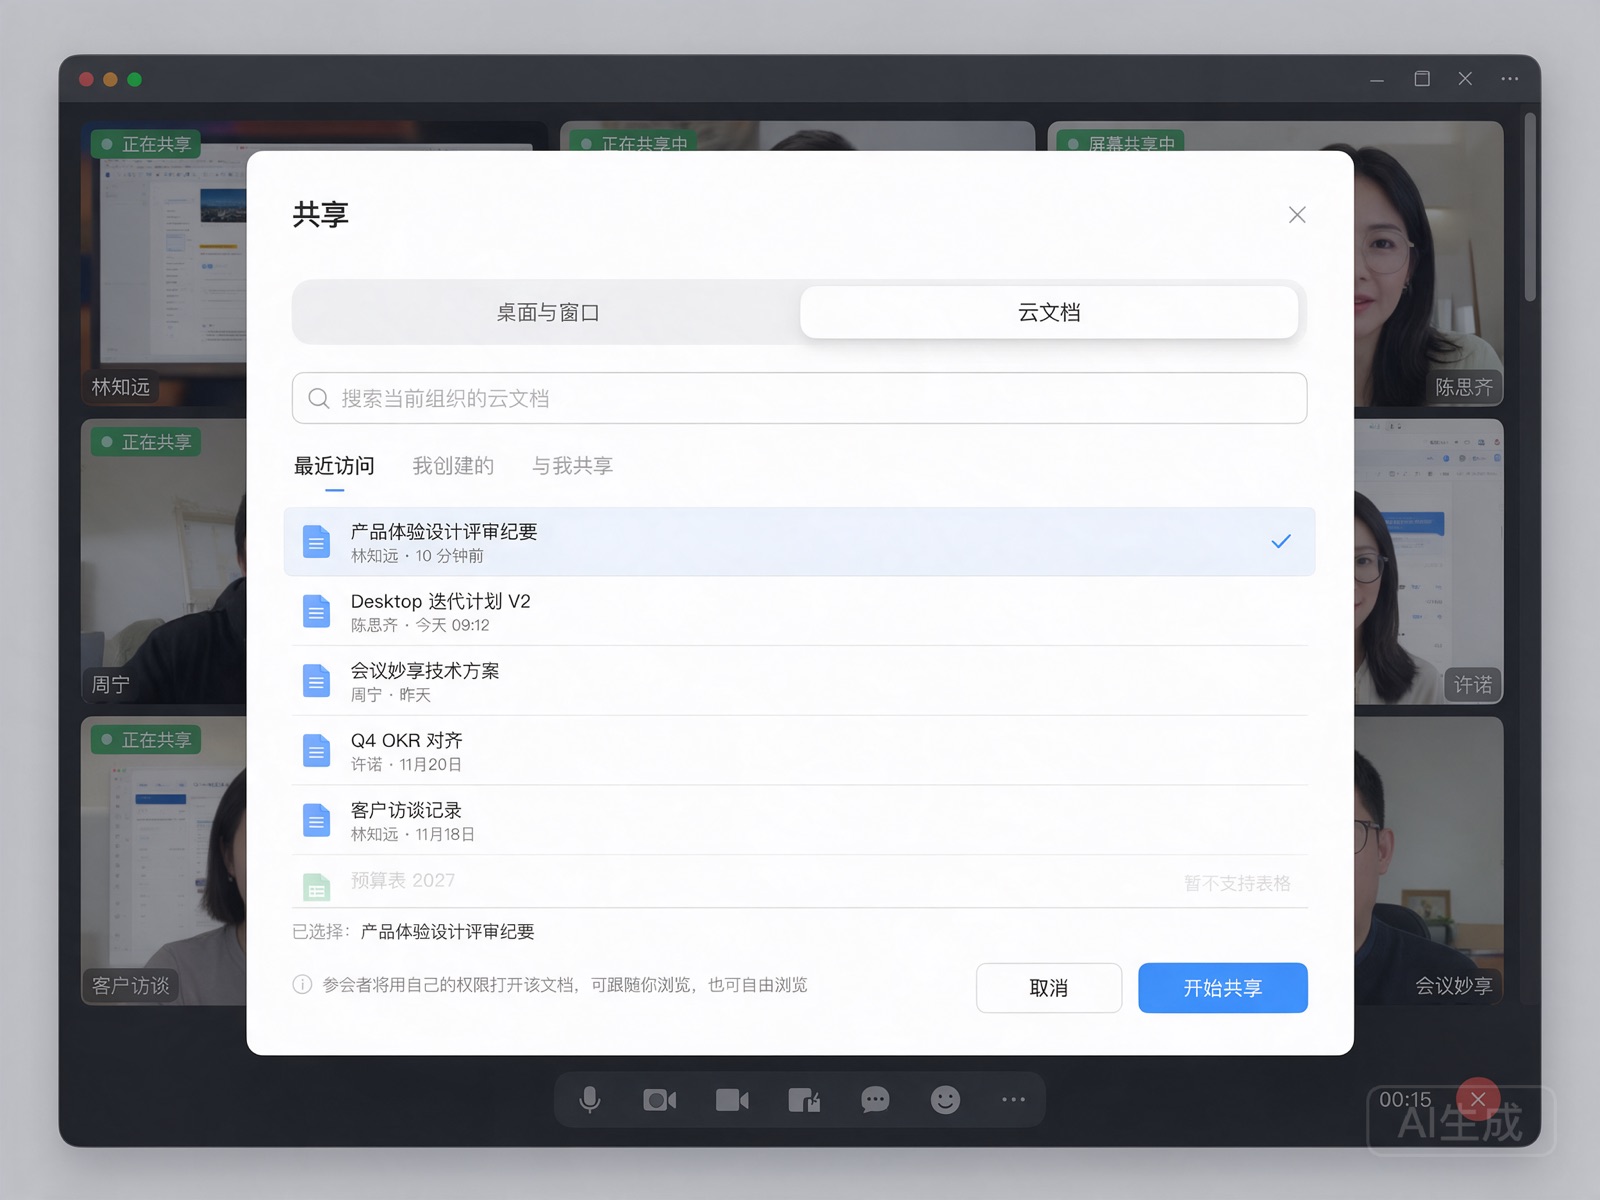 正在共享
正在共享中
屏幕共享中
林知远
陈思齐
正在共享
周宁
许诺
正在共享
客户访谈
会议妙享
共享
桌面与窗口
云文档
搜索当前组织的云文档
最近访问
我创建的
与我共享
产品体验设计评审纪要
林知远 · 10 分钟前
Desktop 迭代计划 V2
陈思齐 · 今天 09:12
会议妙享技术方案
周宁 · 昨天
Q4 OKR 对齐
许诺 · 11月20日
客户访谈记录
林知远 · 11月18日
预算表 2027
暂不支持表格
已选择: 产品体验设计评审纪要
参会者将用自己的权限打开该文档，可跟随你浏览，也可自由浏览
取消
开始共享
00:15
AI生成